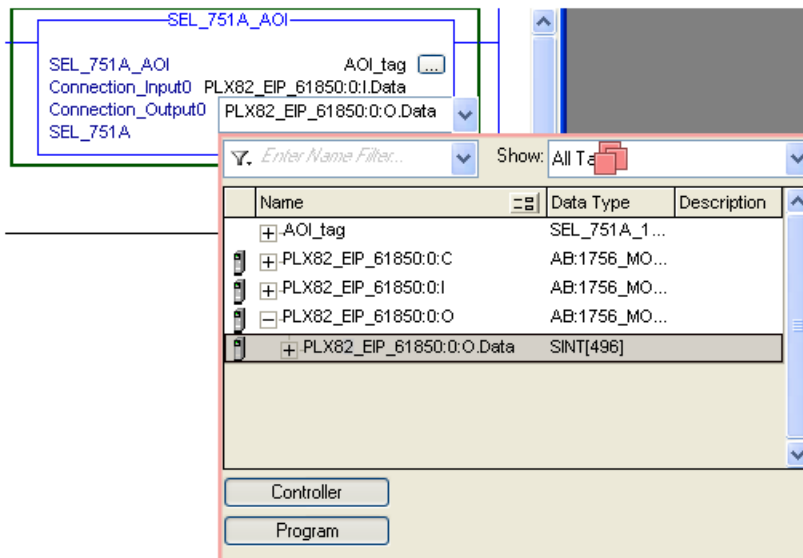 SEL_751A_AOI
SEL_751A_AOI AOI_tag ...
Connection_Input0 PLX82_EIP_61850:0:I.Data
Connection_Output0 PLX82_EIP_61850:0:O.Data
SEL_751A
Enter Name Filter... Show: All Ta
Name Data Type Description
AOI_tag SEL_751A_1...
PLX82_EIP_61850:0:C AB:1756_MO...
PLX82_EIP_61850:0:I AB:1756_MO...
PLX82_EIP_61850:0:O AB:1756_MO...
PLX82_EIP_61850:0:O.Data SINT[496]
Controller
Program